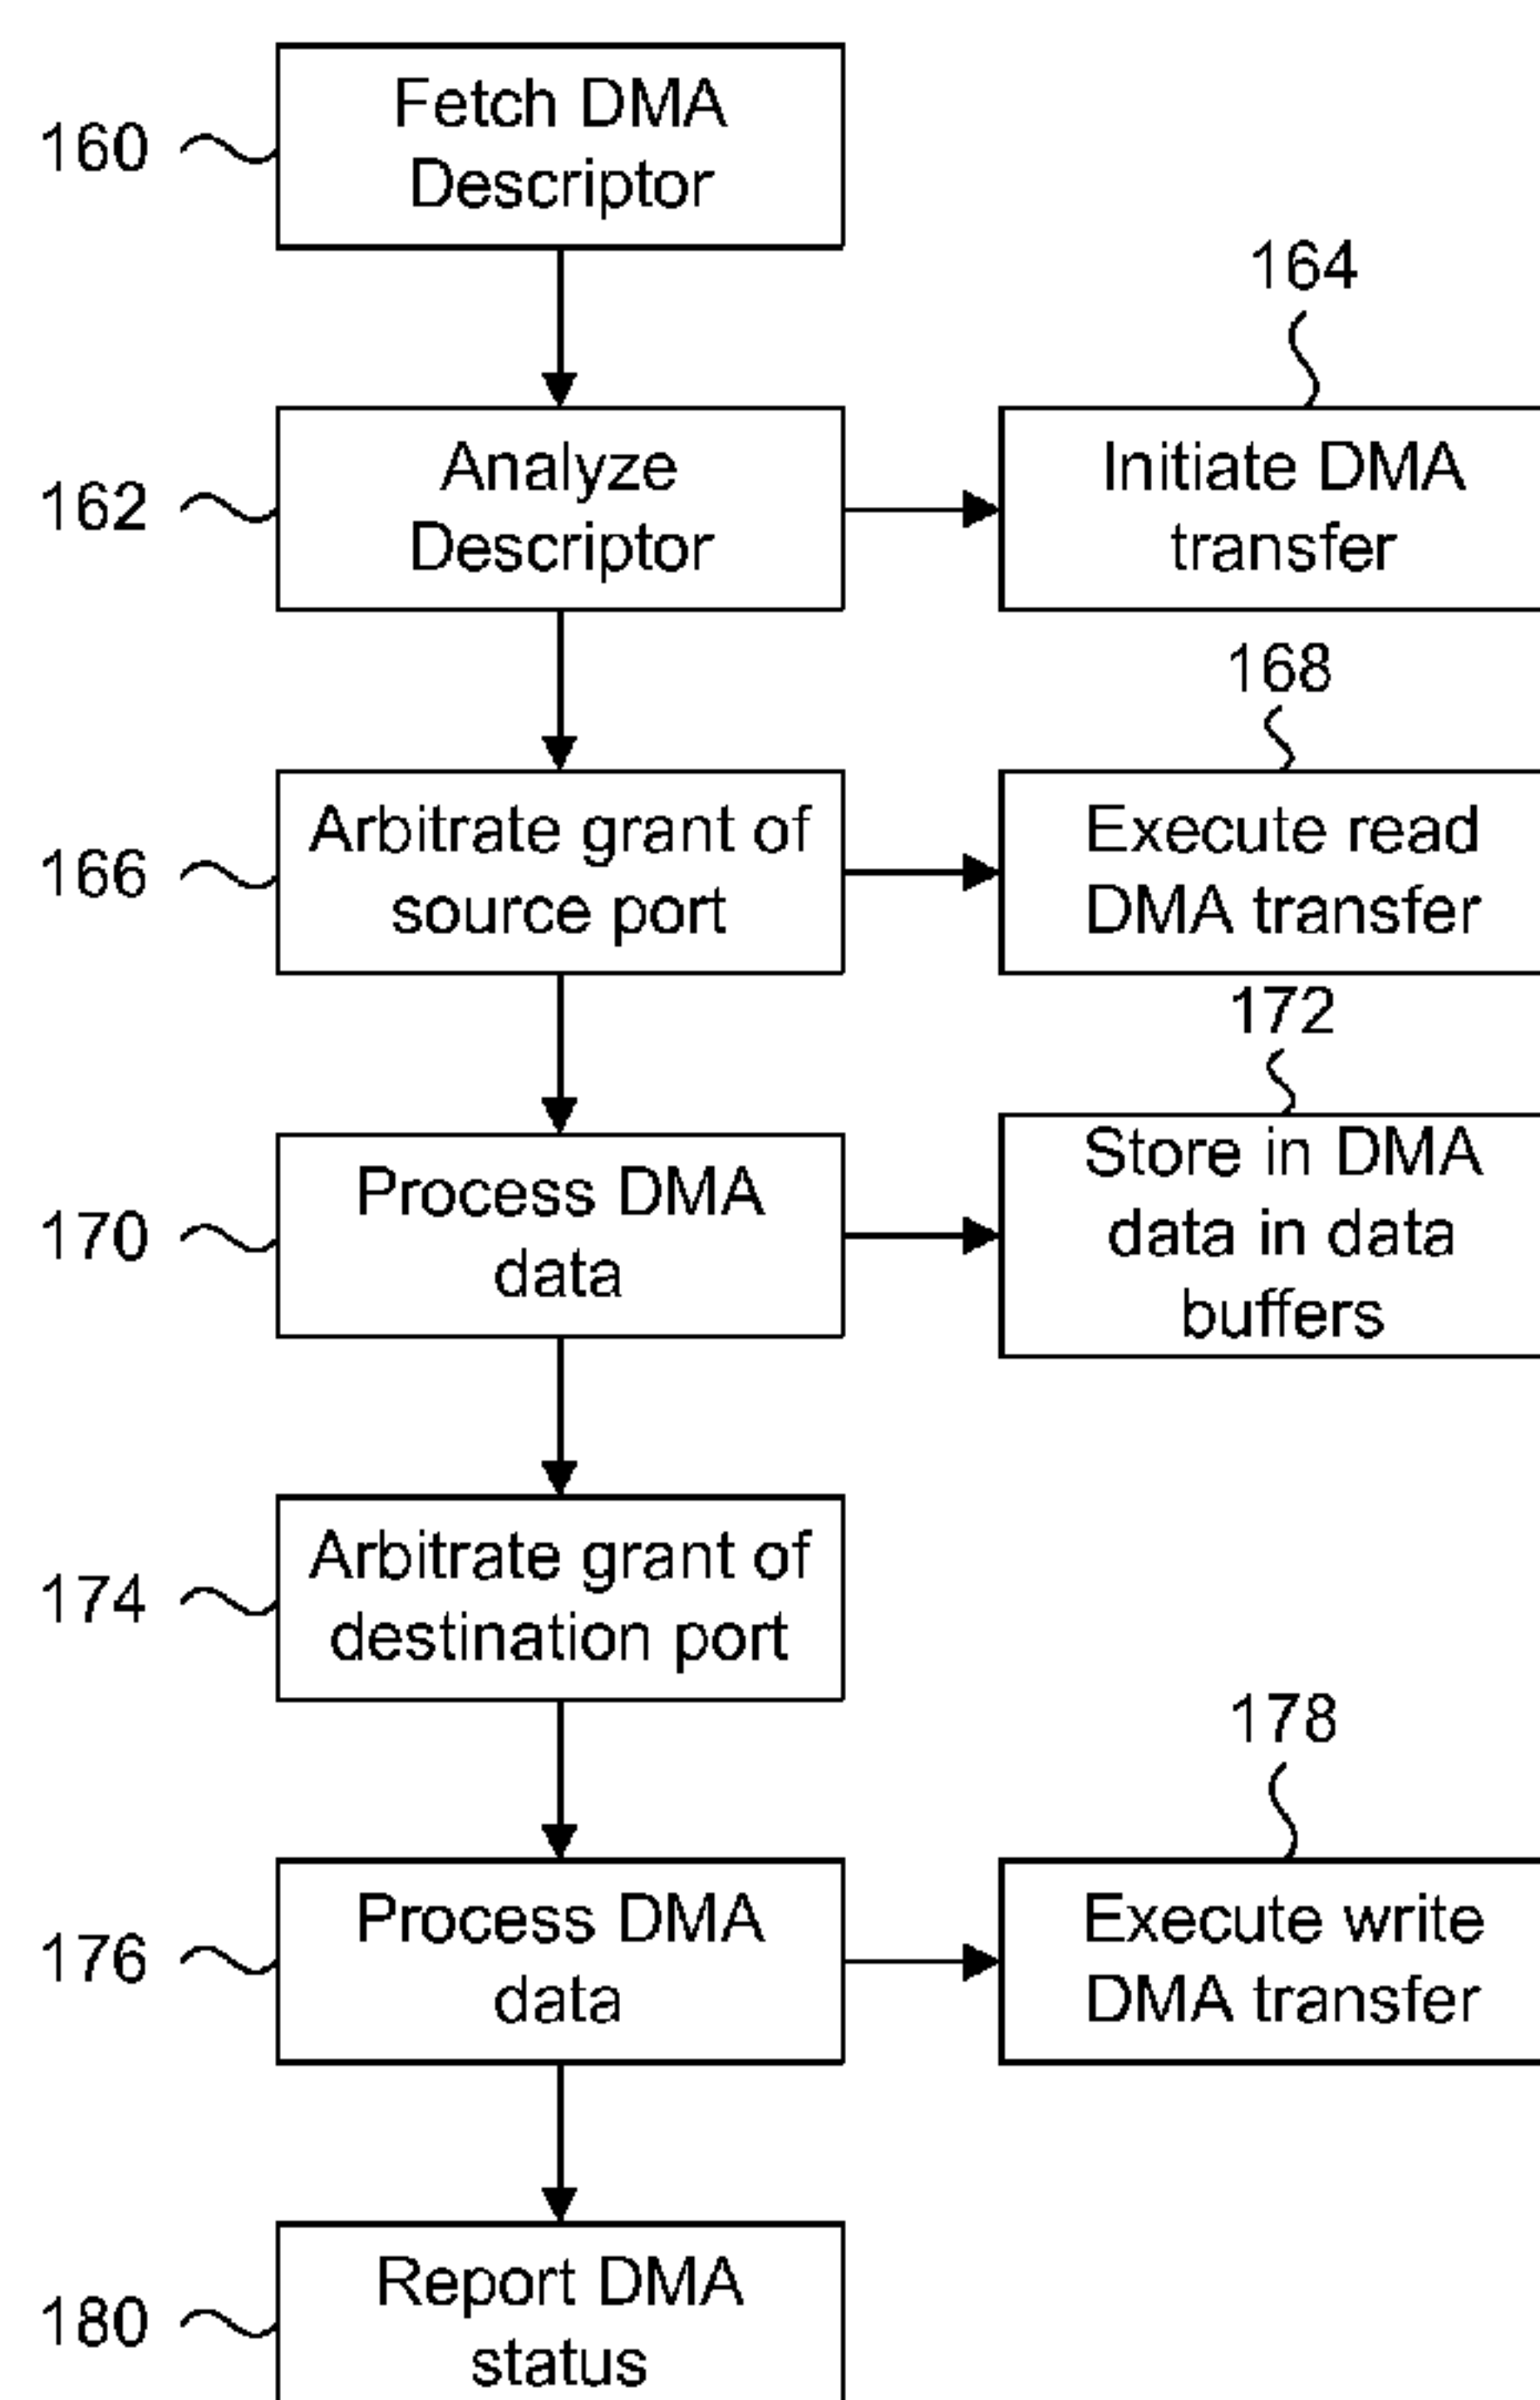 160
Fetch DMA
Descriptor
164
162
Analyze
Descriptor
Initiate DMA
transfer
168
166
Arbitrate grant of
source port
Execute read
DMA transfer
172
170
Process DMA
data
Store in DMA
data in data
buffers
174
Arbitrate grant of
destination port
178
176
Process DMA
data
Execute write
DMA transfer
180
Report DMA
status